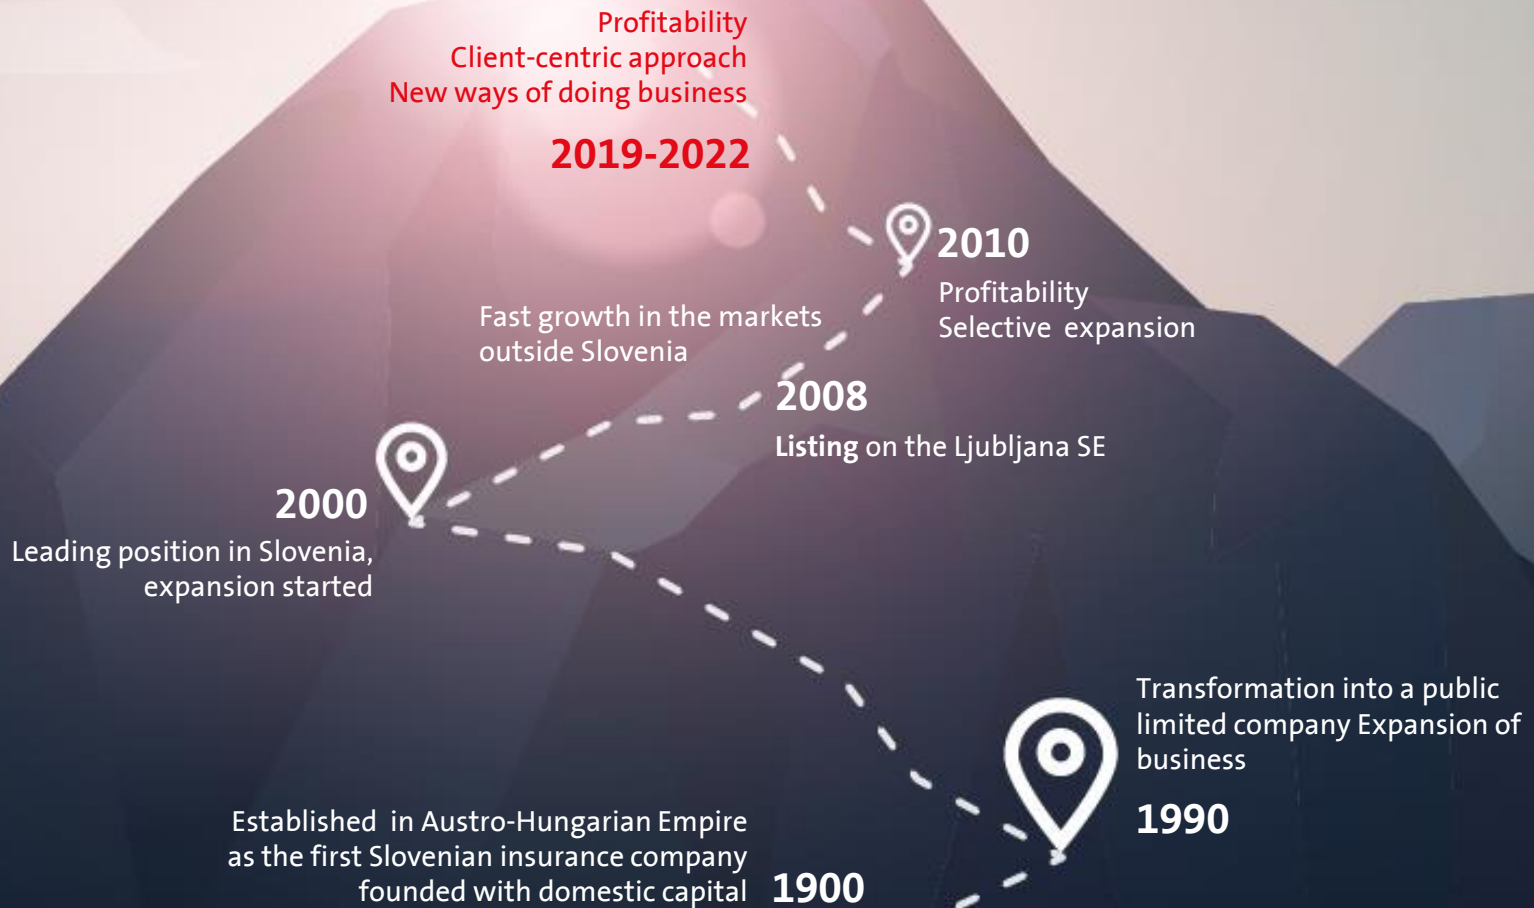 Profitability
Client-centric approach
New ways of doing business
2019-2022
2010
Profitability
Selective expansion
Fast growth in the markets
outside Slovenia
2008
Listing on the Ljubljana SE
2000
Leading position in Slovenia,
expansion started
Transformation into a public
limited company Expansion of
business
1990
Established in Austro-Hungarian Empire
as the first Slovenian insurance company
founded with domestic capital
1900